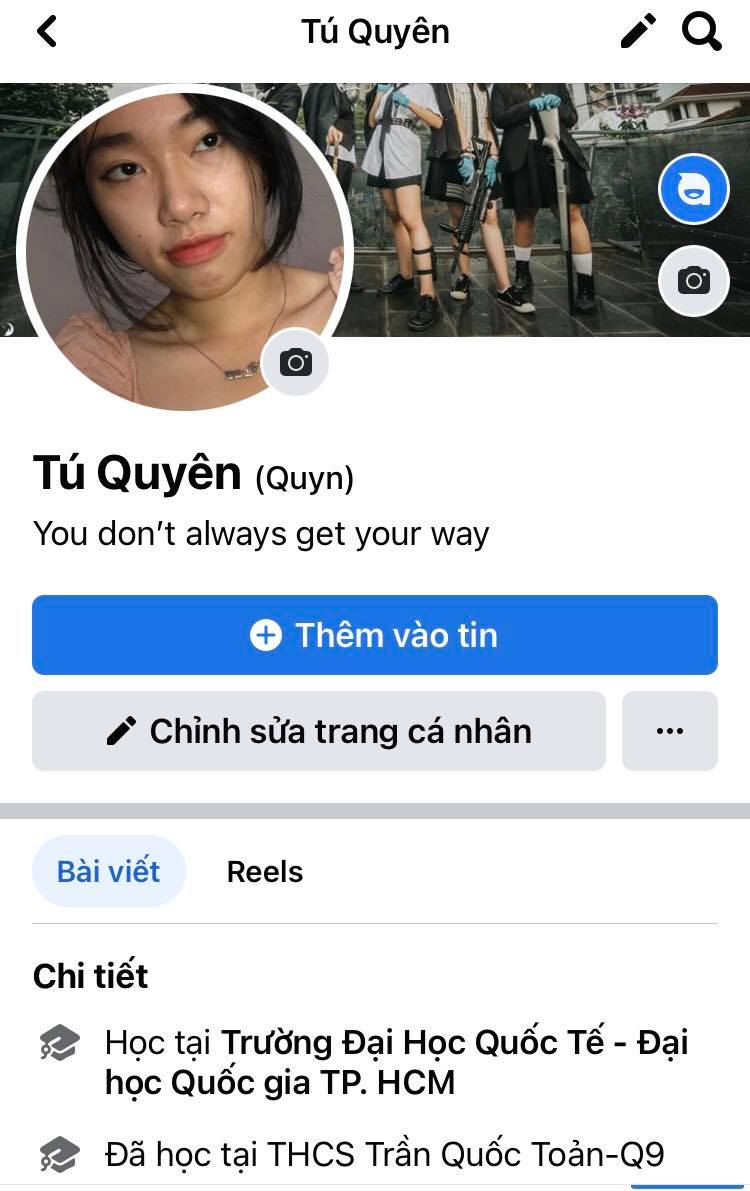 Tú Quyên
Tú Quyên (Quyn)
You don’t always get your way
Thêm vào tin
Chỉnh sửa trang cá nhân
Bài viết
Reels
Chi tiết
Học tại Trường Đại Học Quốc Tế - Đại
học Quốc gia TP. HCM
Đã học tại THCS Trần Quốc Toản-Q9